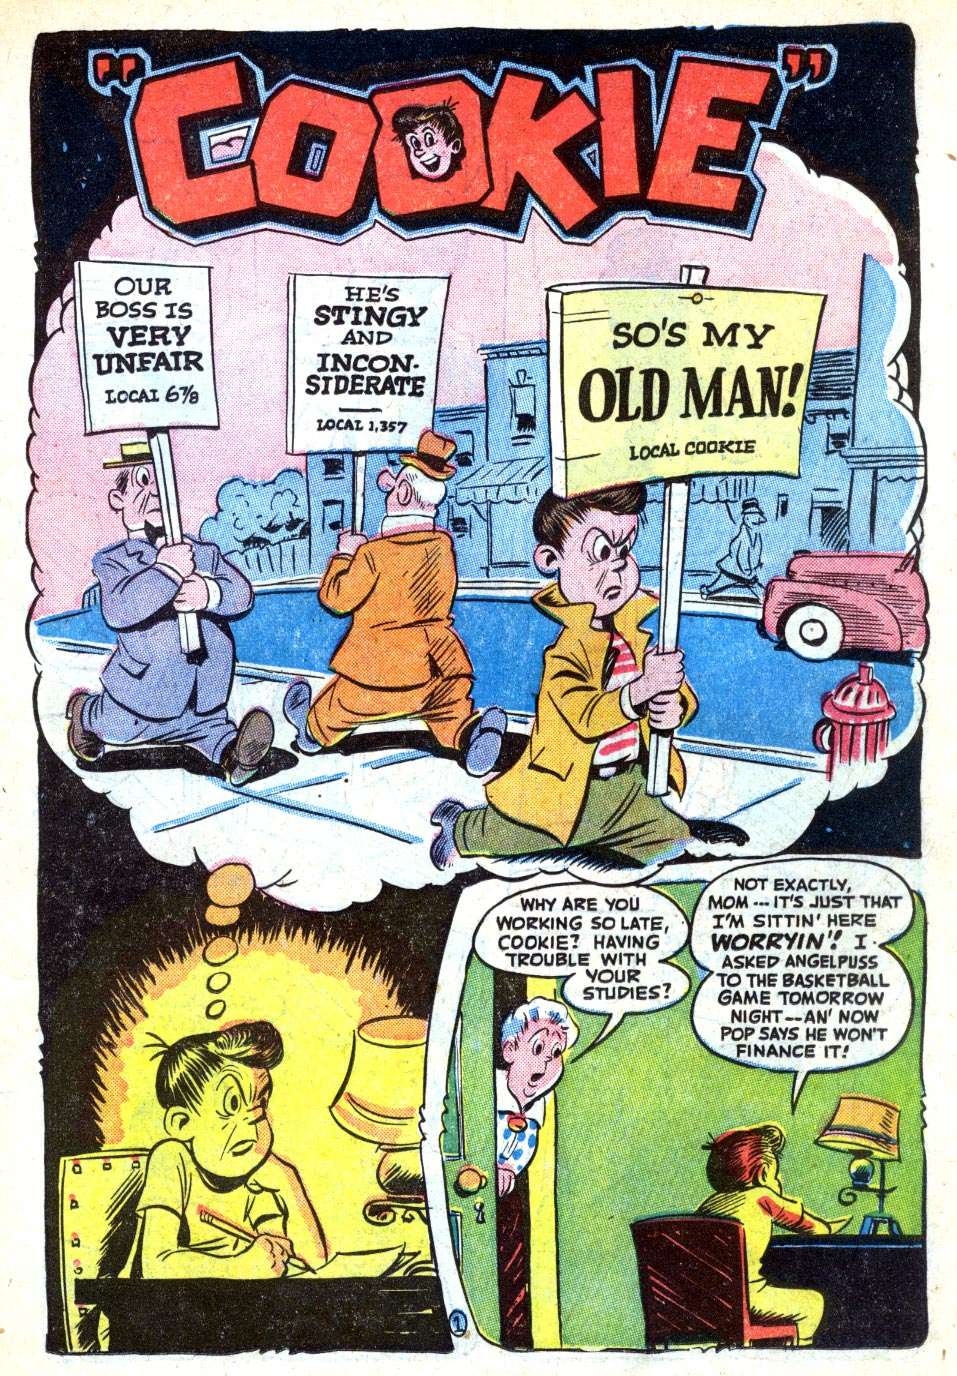 "COOKIE"
OUR
BOSS IS
VERY
UNFAIR
LOCAL 6 7/8
HE'S
STINGY
AND
INCON-
SIDERATE
LOCAL 1,357
SO'S MY
OLD MAN!
LOCAL COOKIE
WHY ARE YOU
WORKING SO LATE,
COOKIE? HAVING
TROUBLE WITH
YOUR
STUDIES?
NOT EXACTLY,
MOM--- IT'S JUST THAT
I'M SITTIN' HERE
WORRYIN'! I
ASKED ANGELPUSS
TO THE BASKETBALL
GAME TOMORROW
NIGHT--AN' NOW
POP SAYS HE WON'T
FINANCE IT!
1